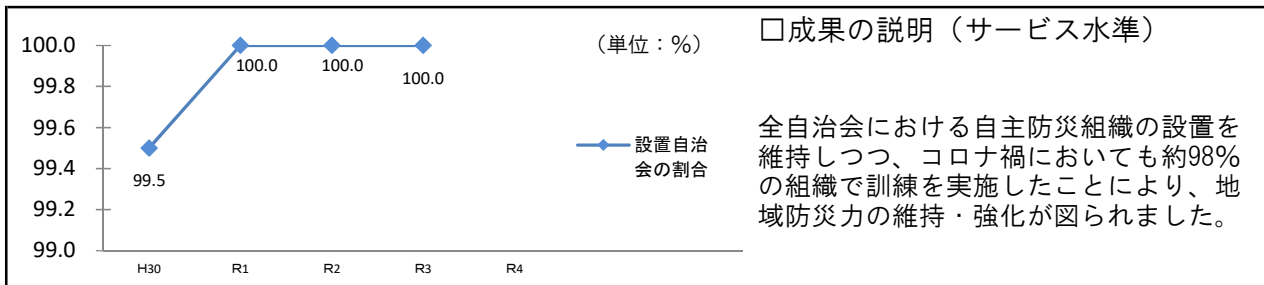 100.0
99.8
99.6
99.4
99.2
99.0
99.5
100.0
100.0
100.0
H30
R1
R2
R3
R4
（単位：％）
設置自治
会の割合
□成果の説明（サービス水準）
全自治会における自主防災組織の設置を
維持しつつ、コロナ禍においても約98%
の組織で訓練を実施したことにより、地
域防災力の維持・強化が図られました。